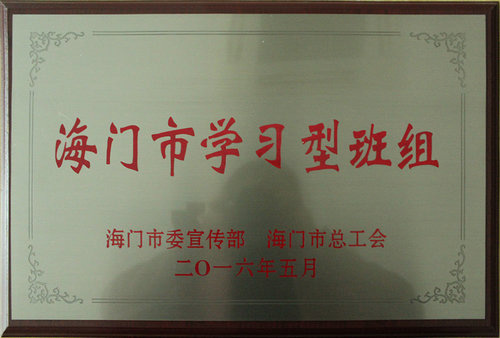 海门市学习型班组
海门市委宣传部 海门市总工会
二〇一六年五月